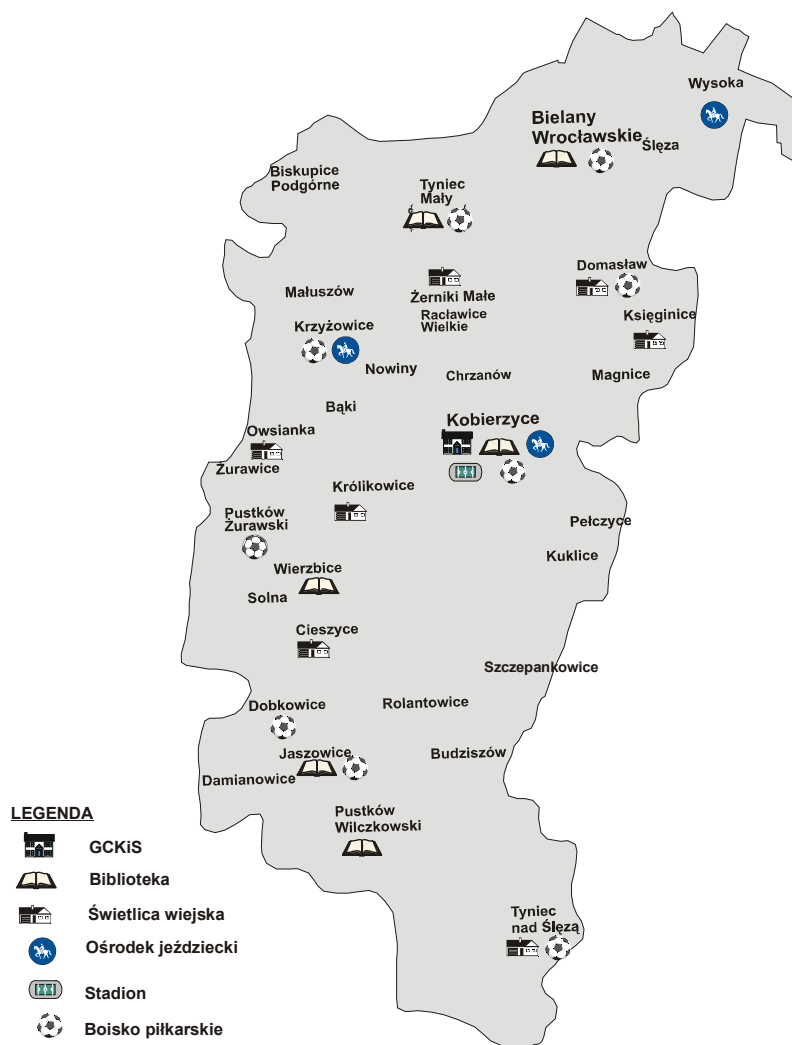 Wysoka
Bielany
Wrocławskie
Ślęza
Biskupice
Podgórne
Tyniec
Mały
Domasław
Żerniki Małe
Małuszów
Racławice
Wielkie
Księginice
Krzyżowice
Nowiny
Chrzanów
Magnice
Bąki
Kobierzyce
Owsianka
Żurawice
Królikowice
Pustków
Żurawski
Pełczyce
Kuklice
Wierzbice
Solna
Cieszyce
Szczepankowice
Dobkowice
Rolantowice
Jaszowice
Budziszów
Damianowice
Pustków
Wilczkowski
Tyniec
nad Ślęzą
LEGENDA
GCKiS
Biblioteka
Świetlica wiejska
Ośrodek jeździecki
Stadion
Boisko piłkarskie